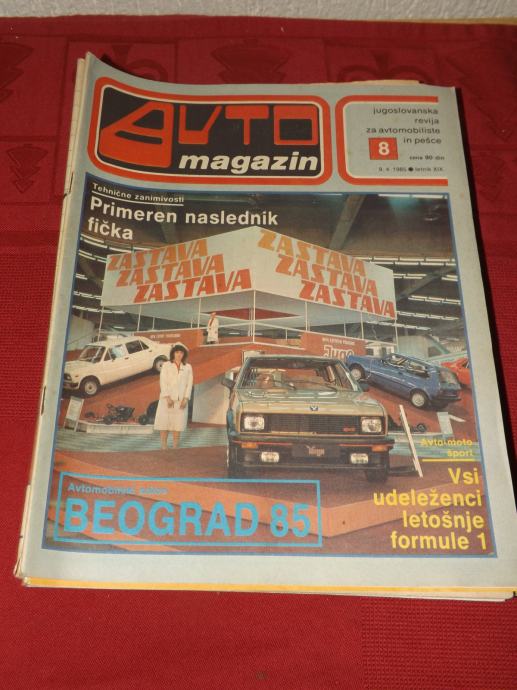 AVTO
magazin
jugoslovanska
revija
za avtomobiliste
in pešce
8
cena 90 din
9. 4. 1985 ● letnik XIX
Tehnične zanimivosti
Primeren naslednik
fička
ZASTAVA ZASTAVA
ZASTAVA ZASTAVA
ZASTAVA ZASTAVA
Yugo
Avto-moto
šport
Vsi
udeleženci
letošnje
formule 1
Avtomobilski salon
BEOGRAD 85